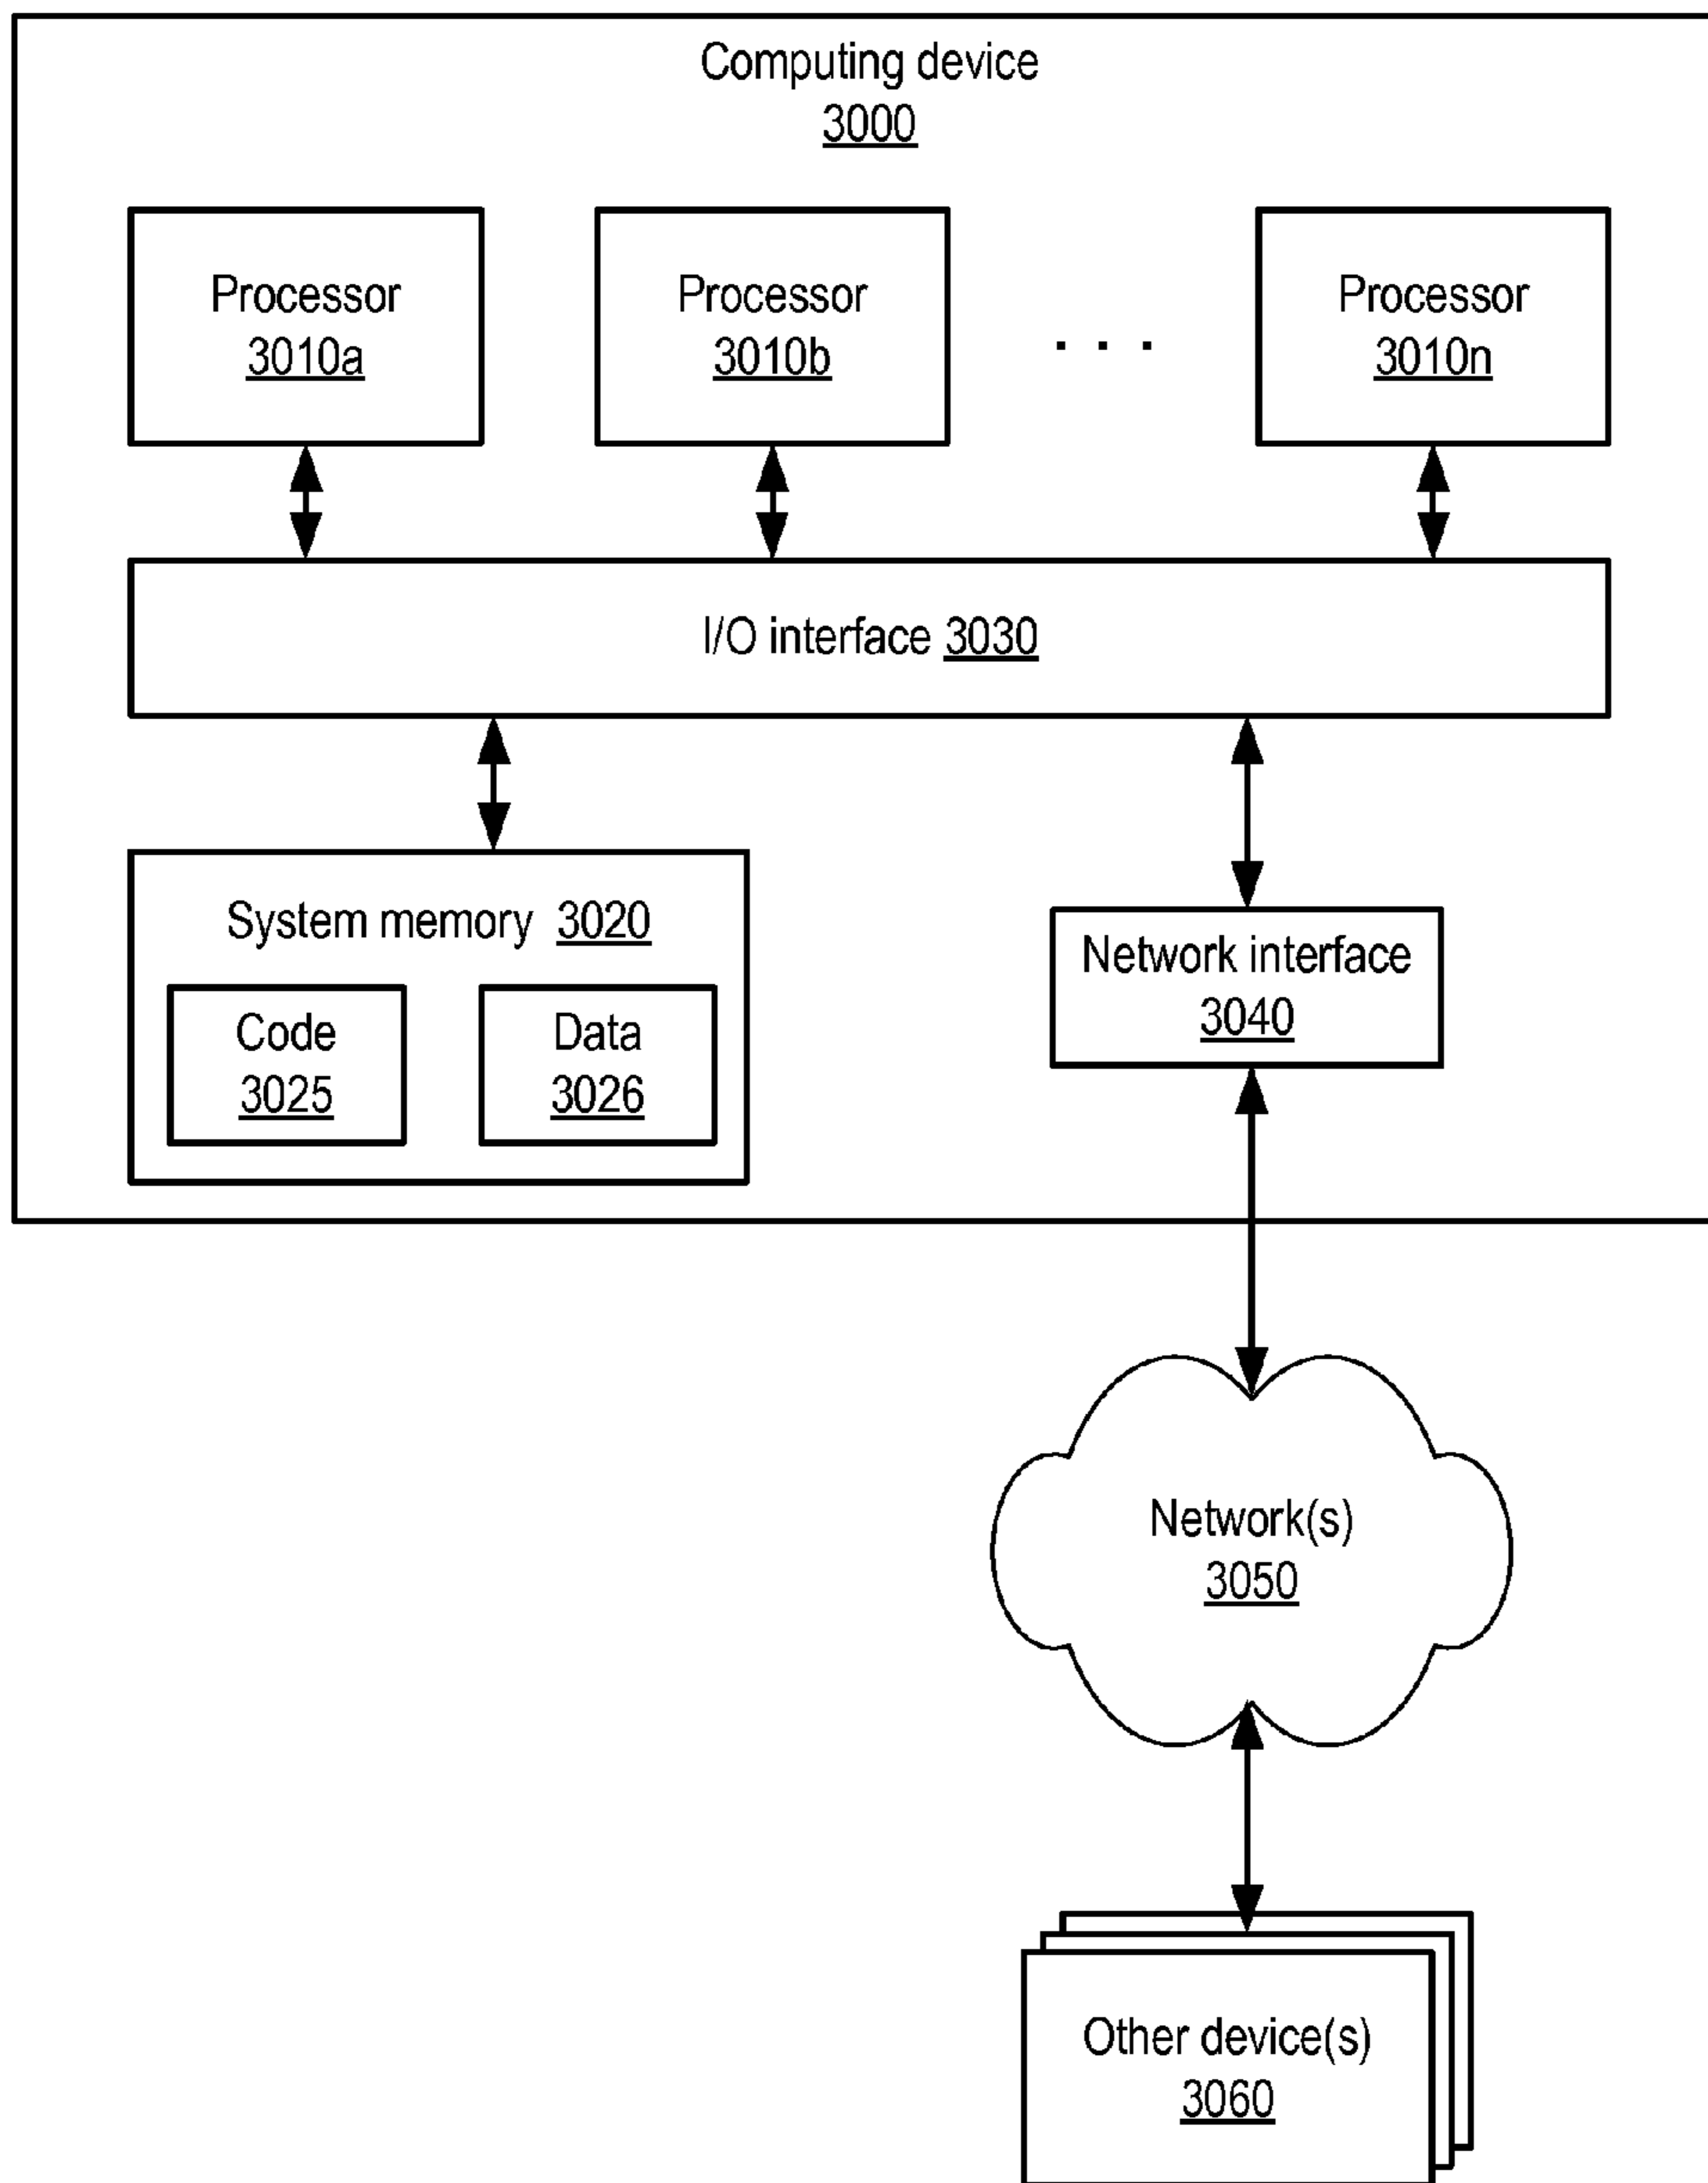 Computing device
3000
Processor
3010a
Processor
3010b
. . .
Processor
3010n
I/O interface 3030
System memory 3020
Code
3025
Data
3026
Network interface
3040
Network(s)
3050
Other device(s)
3060